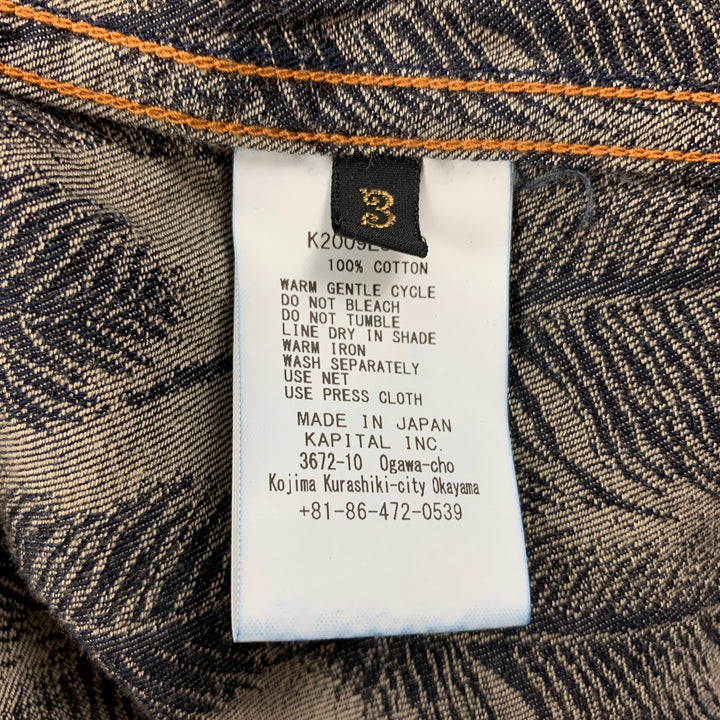 3
100% COTTON
WARM GENTLE CYCLE
DO NOT BLEACH
DO NOT TUMBLE
LINE DRY IN SHADE
WARM IRON
WASH SEPARATELY
USE NET
USE PRESS CLOTH
MADE IN JAPAN
KAPITAL INC.
3672-10 Ogawa-cho
Kojima Kurashiki-city Okayama
+81-86-472-0539